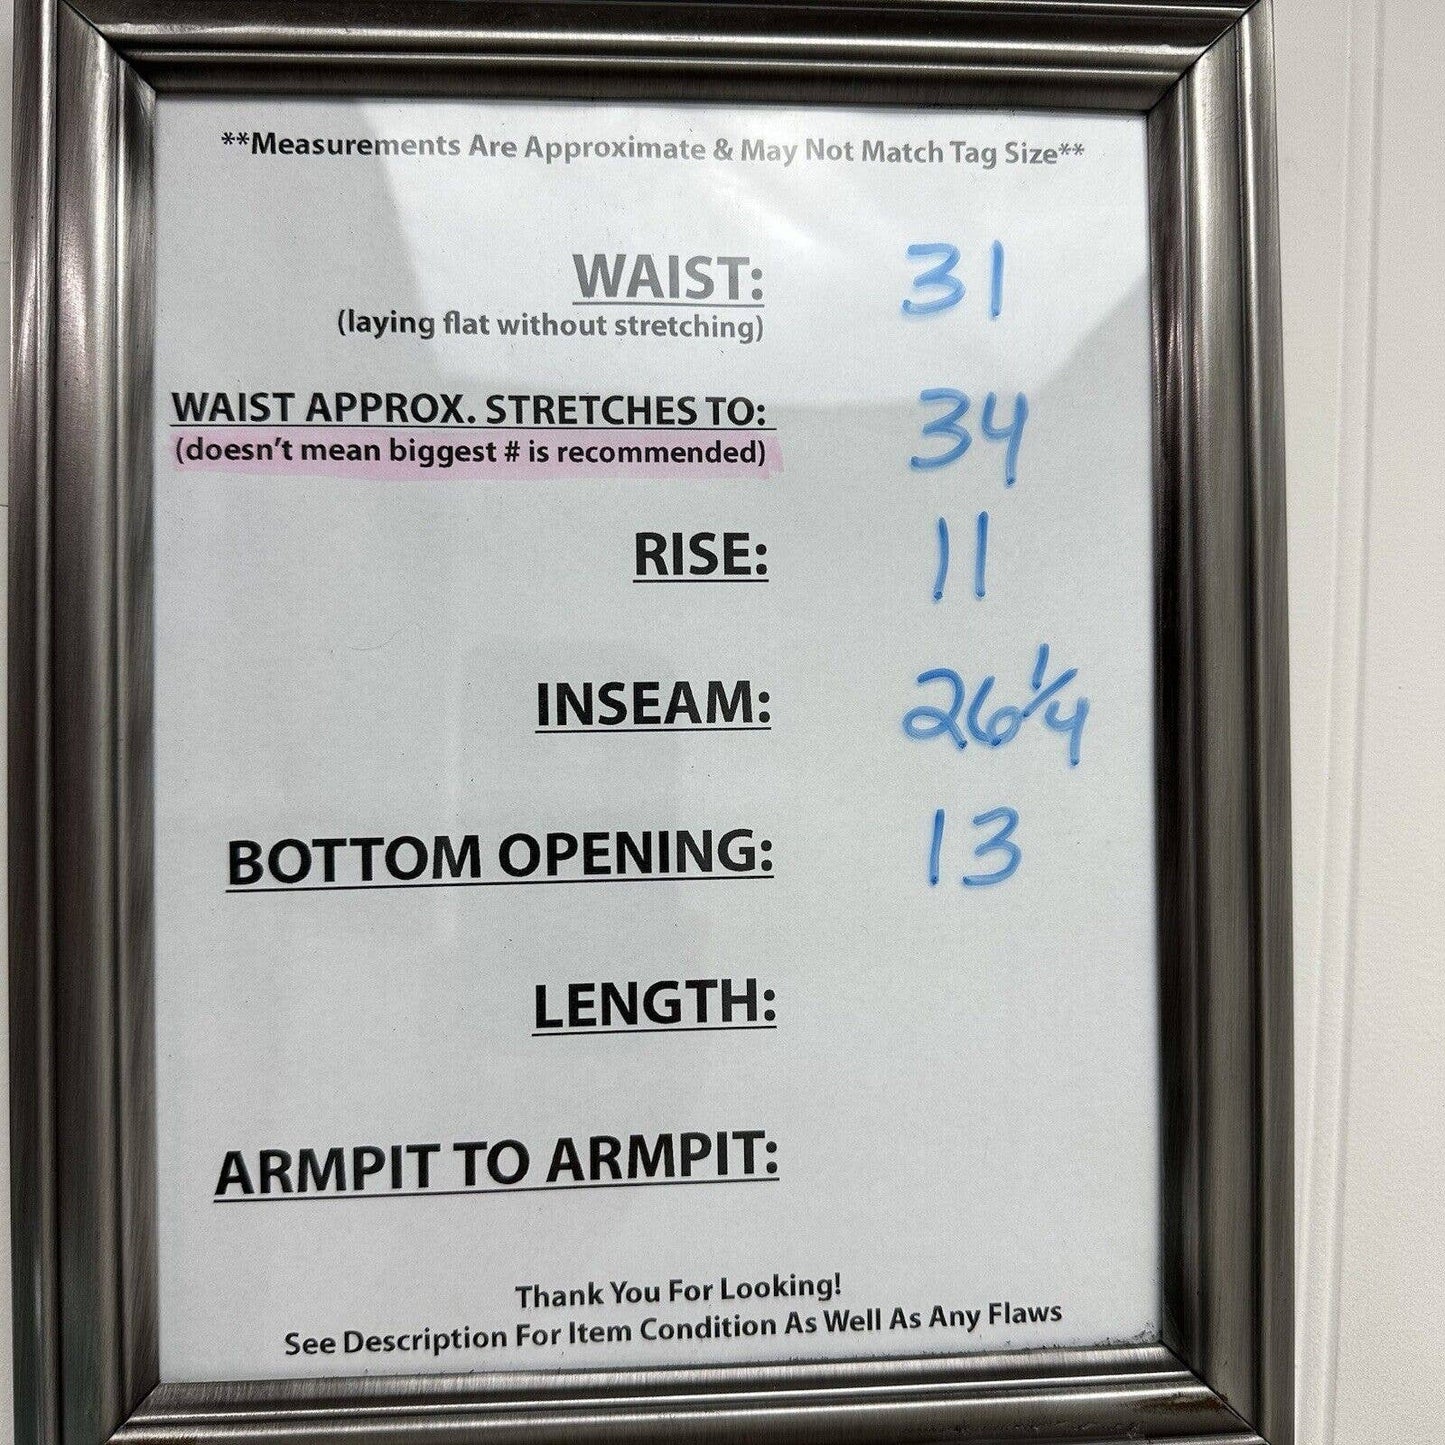 **Measurements Are Approximate & May Not Match Tag Size**
WAIST: 31
(laying flat without stretching)
WAIST APPROX. STRETCHES TO: 34
(doesn't mean biggest # is recommended)
RISE: 11
INSEAM: 26 1/4
BOTTOM OPENING: 13
LENGTH:
ARMPIT TO ARMPIT:
Thank You For Looking!
See Description For Item Condition As Well As Any Flaws